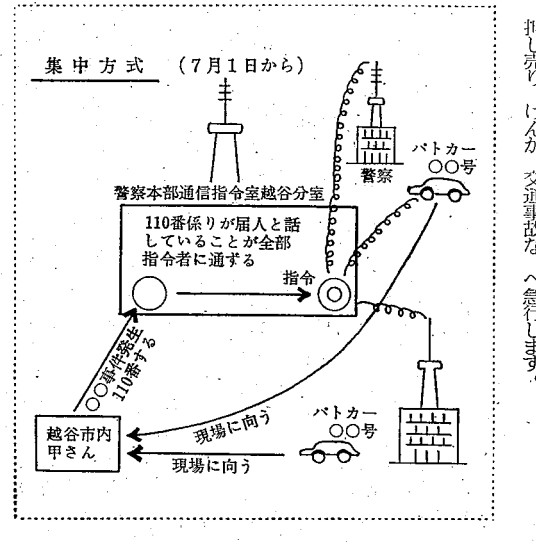 集中方式 （7月1日から）
警察
パトカー
○○号
警察本部通信指令室越谷分室
110番係りが届人と話
していることが全部
指令者に通ずる
指令
○○事件発生
110番する
越谷市内
甲さん
現場に向う
現場に向う
パトカー
○○号
押し売り、けんか、交通事故な
へ急行します。